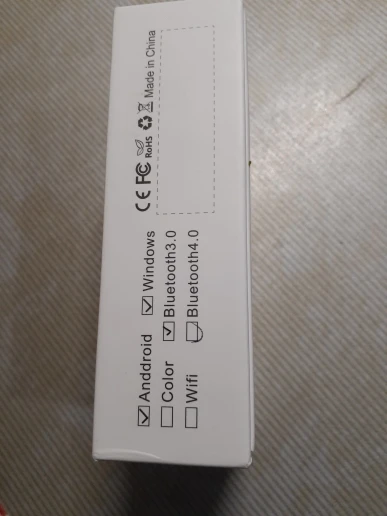 CE FC RoHS Made in China
Anddroid Windows
Color Bluetooth3.0
Wifi Bluetooth4.0